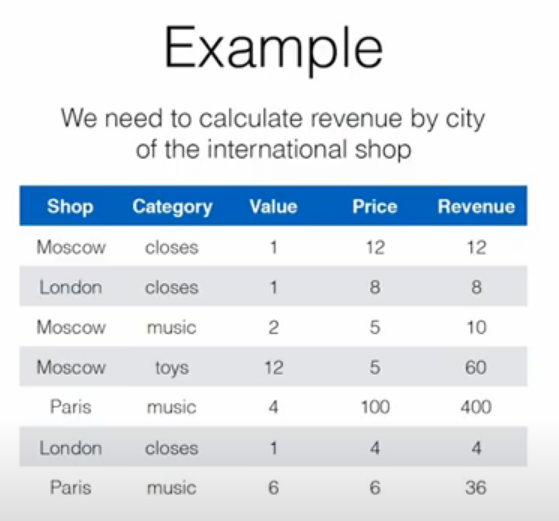 Example
We need to calculate revenue by city
of the international shop
Shop Category Value Price Revenue
Moscow closes 1 12 12
London closes 1 8 8
Moscow music 2 5 10
Moscow toys 12 5 60
Paris music 4 100 400
London closes 1 4 4
Paris music 6 6 36